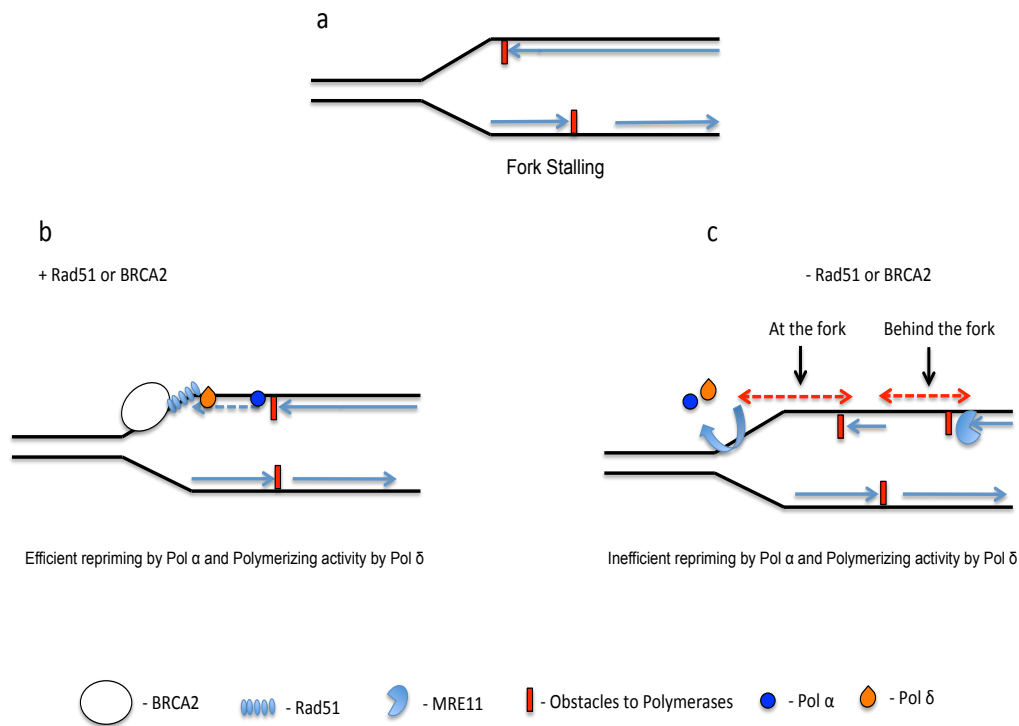 a
Fork Stalling
b
c
+ Rad51 or BRCA2
- Rad51 or BRCA2
At the fork
Behind the fork
Efficient repriming by Pol α and Polymerizing activity by Pol δ
Inefficient repriming by Pol α and Polymerizing activity by Pol δ
- BRCA2
- Rad51
- MRE11
- Obstacles to Polymerases
- Pol α
- Pol δ